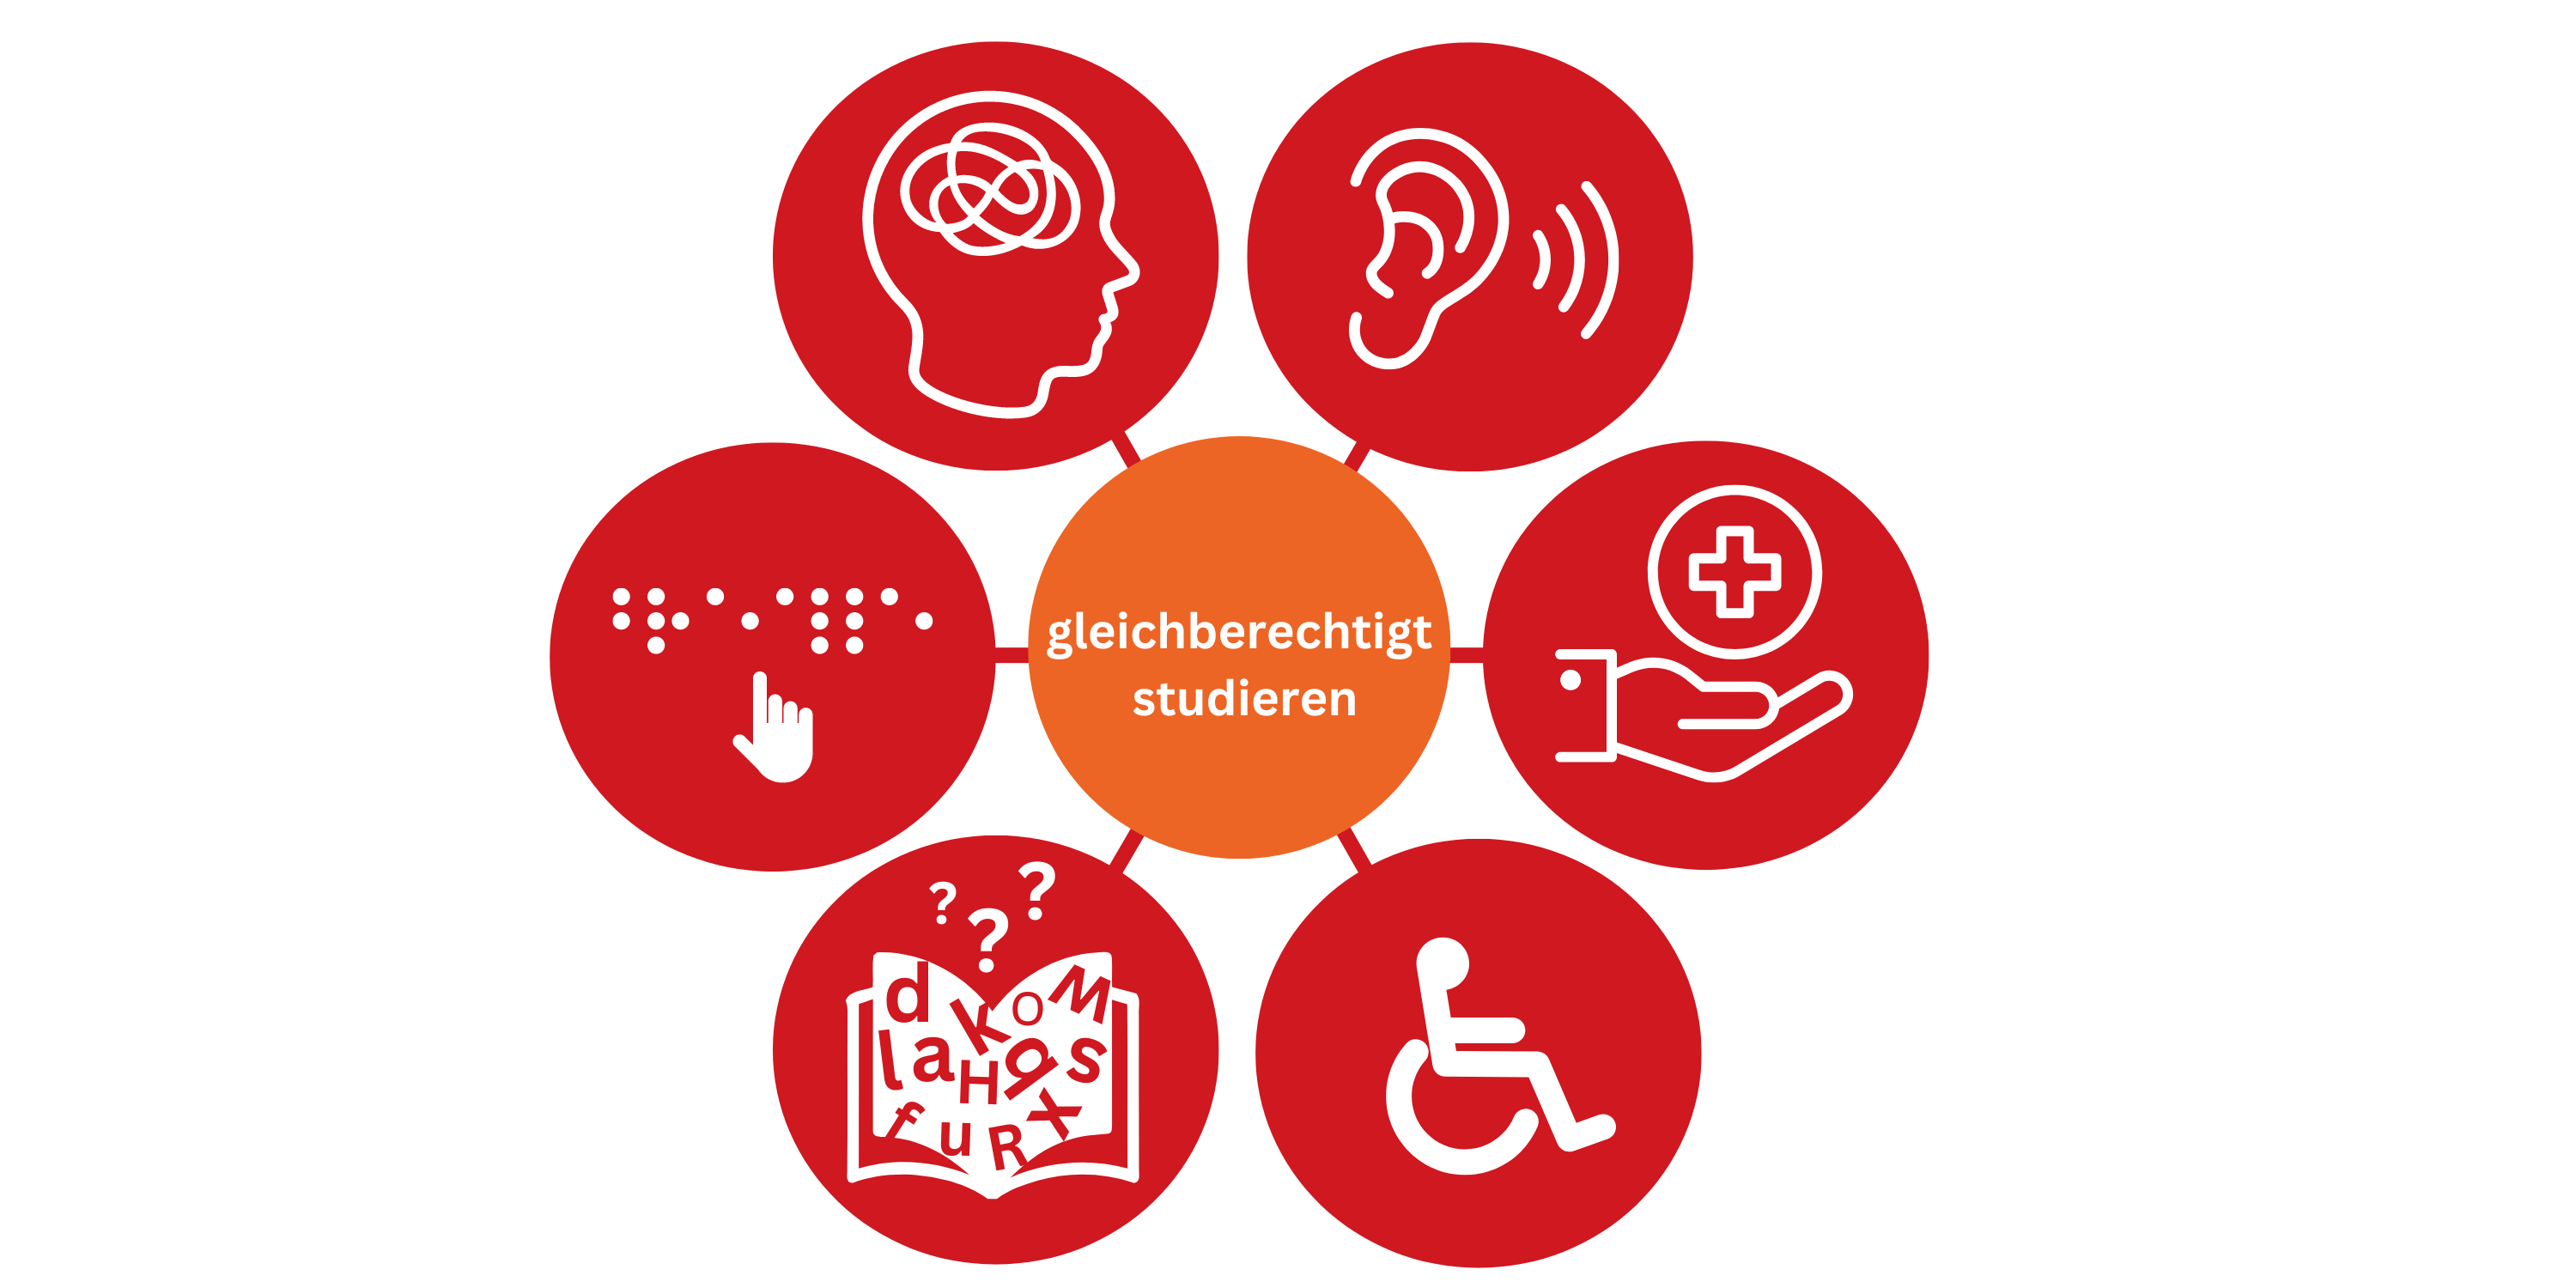 ⠻⠊⠊⠿⠑
gleichberechtigt
studieren
? ? ?
d K O M
l a H g s
f u R X